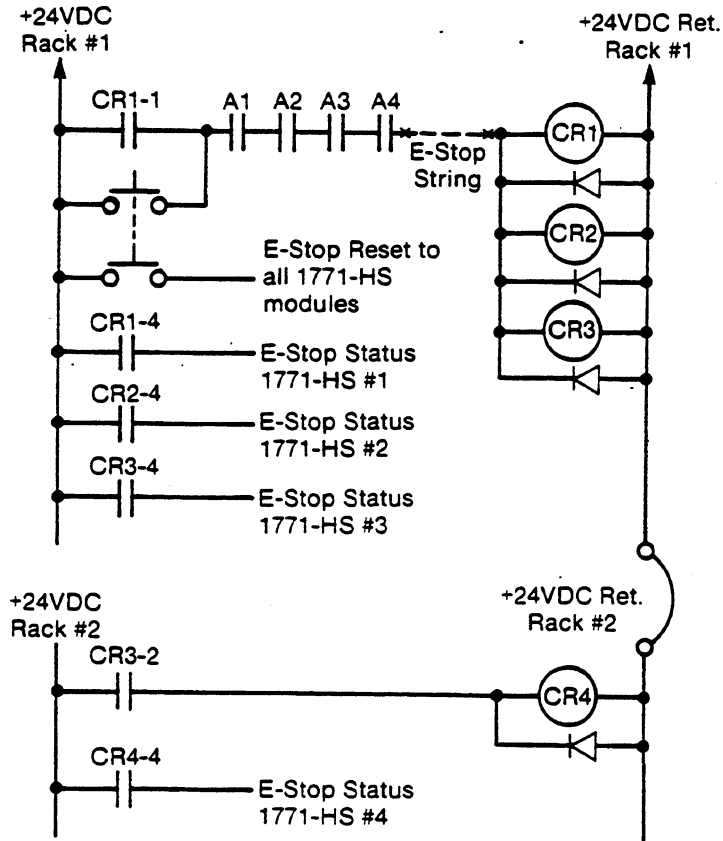 +24VDC
Rack #1
+24VDC Ret.
Rack #1
CR1-1
A1
A2
A3
A4
E-Stop
String
CR1
CR2
CR3
E-Stop Reset to
all 1771-HS
modules
CR1-4
E-Stop Status
1771-HS #1
CR2-4
E-Stop Status
1771-HS #2
CR3-4
E-Stop Status
1771-HS #3
+24VDC
Rack #2
+24VDC Ret.
Rack #2
CR3-2
CR4
CR4-4
E-Stop Status
1771-HS #4